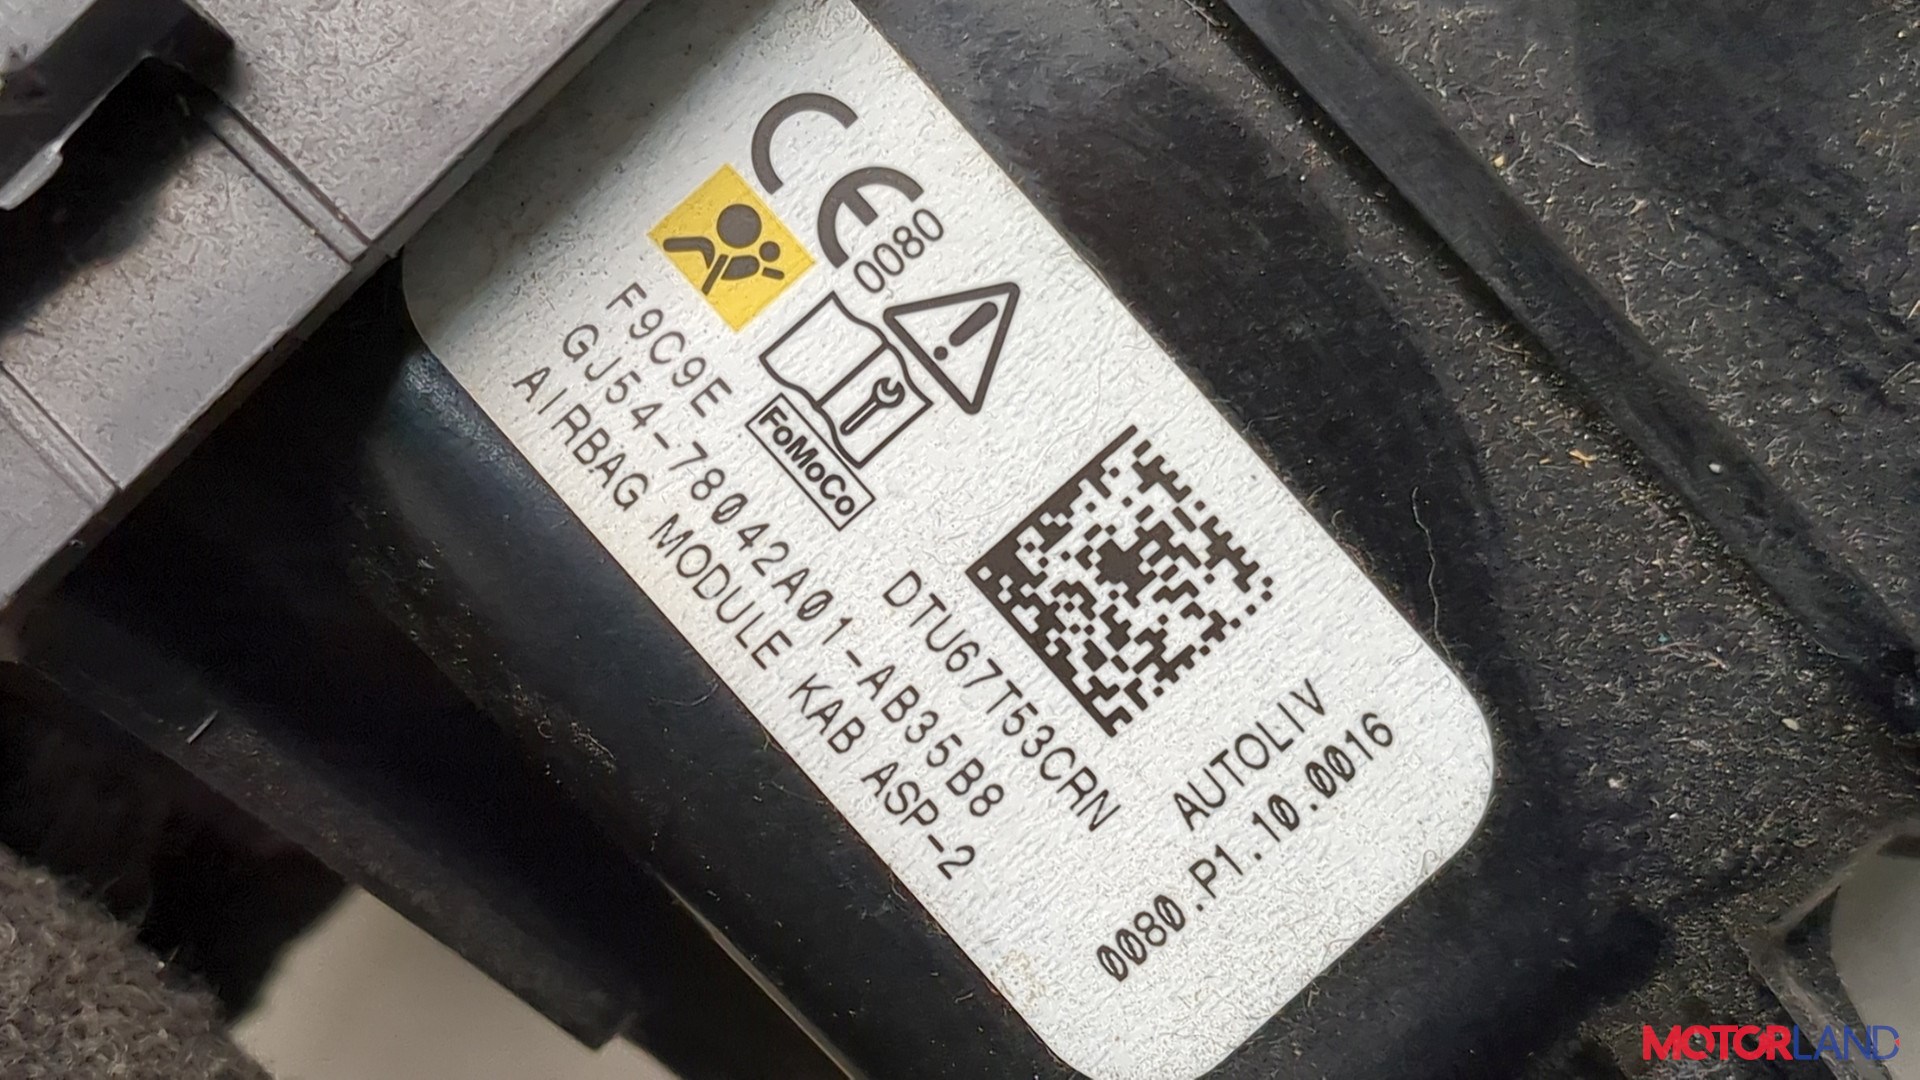 CE
0080
F9C9E
FoMoCo
GJ54-78042A01-AB35B8
AIRBAG MODULE KAB ASP-2
DTU67T53CRN
AUTOLIV
0080.P1.10.0016
MOTORLAND